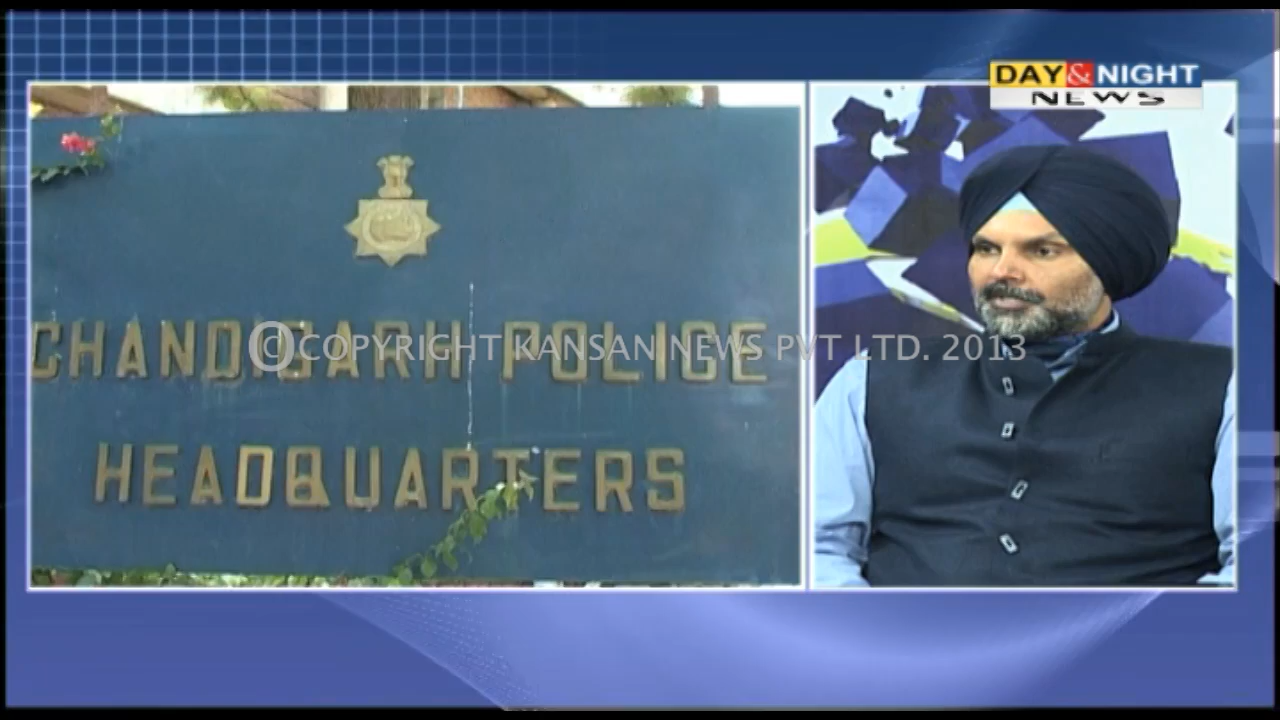 DAY&NIGHT
NEWS
CHANDIGARH POLICE
©COPYRIGHT KANSAN NEWS PVT LTD. 2013
HEADQUARTERS